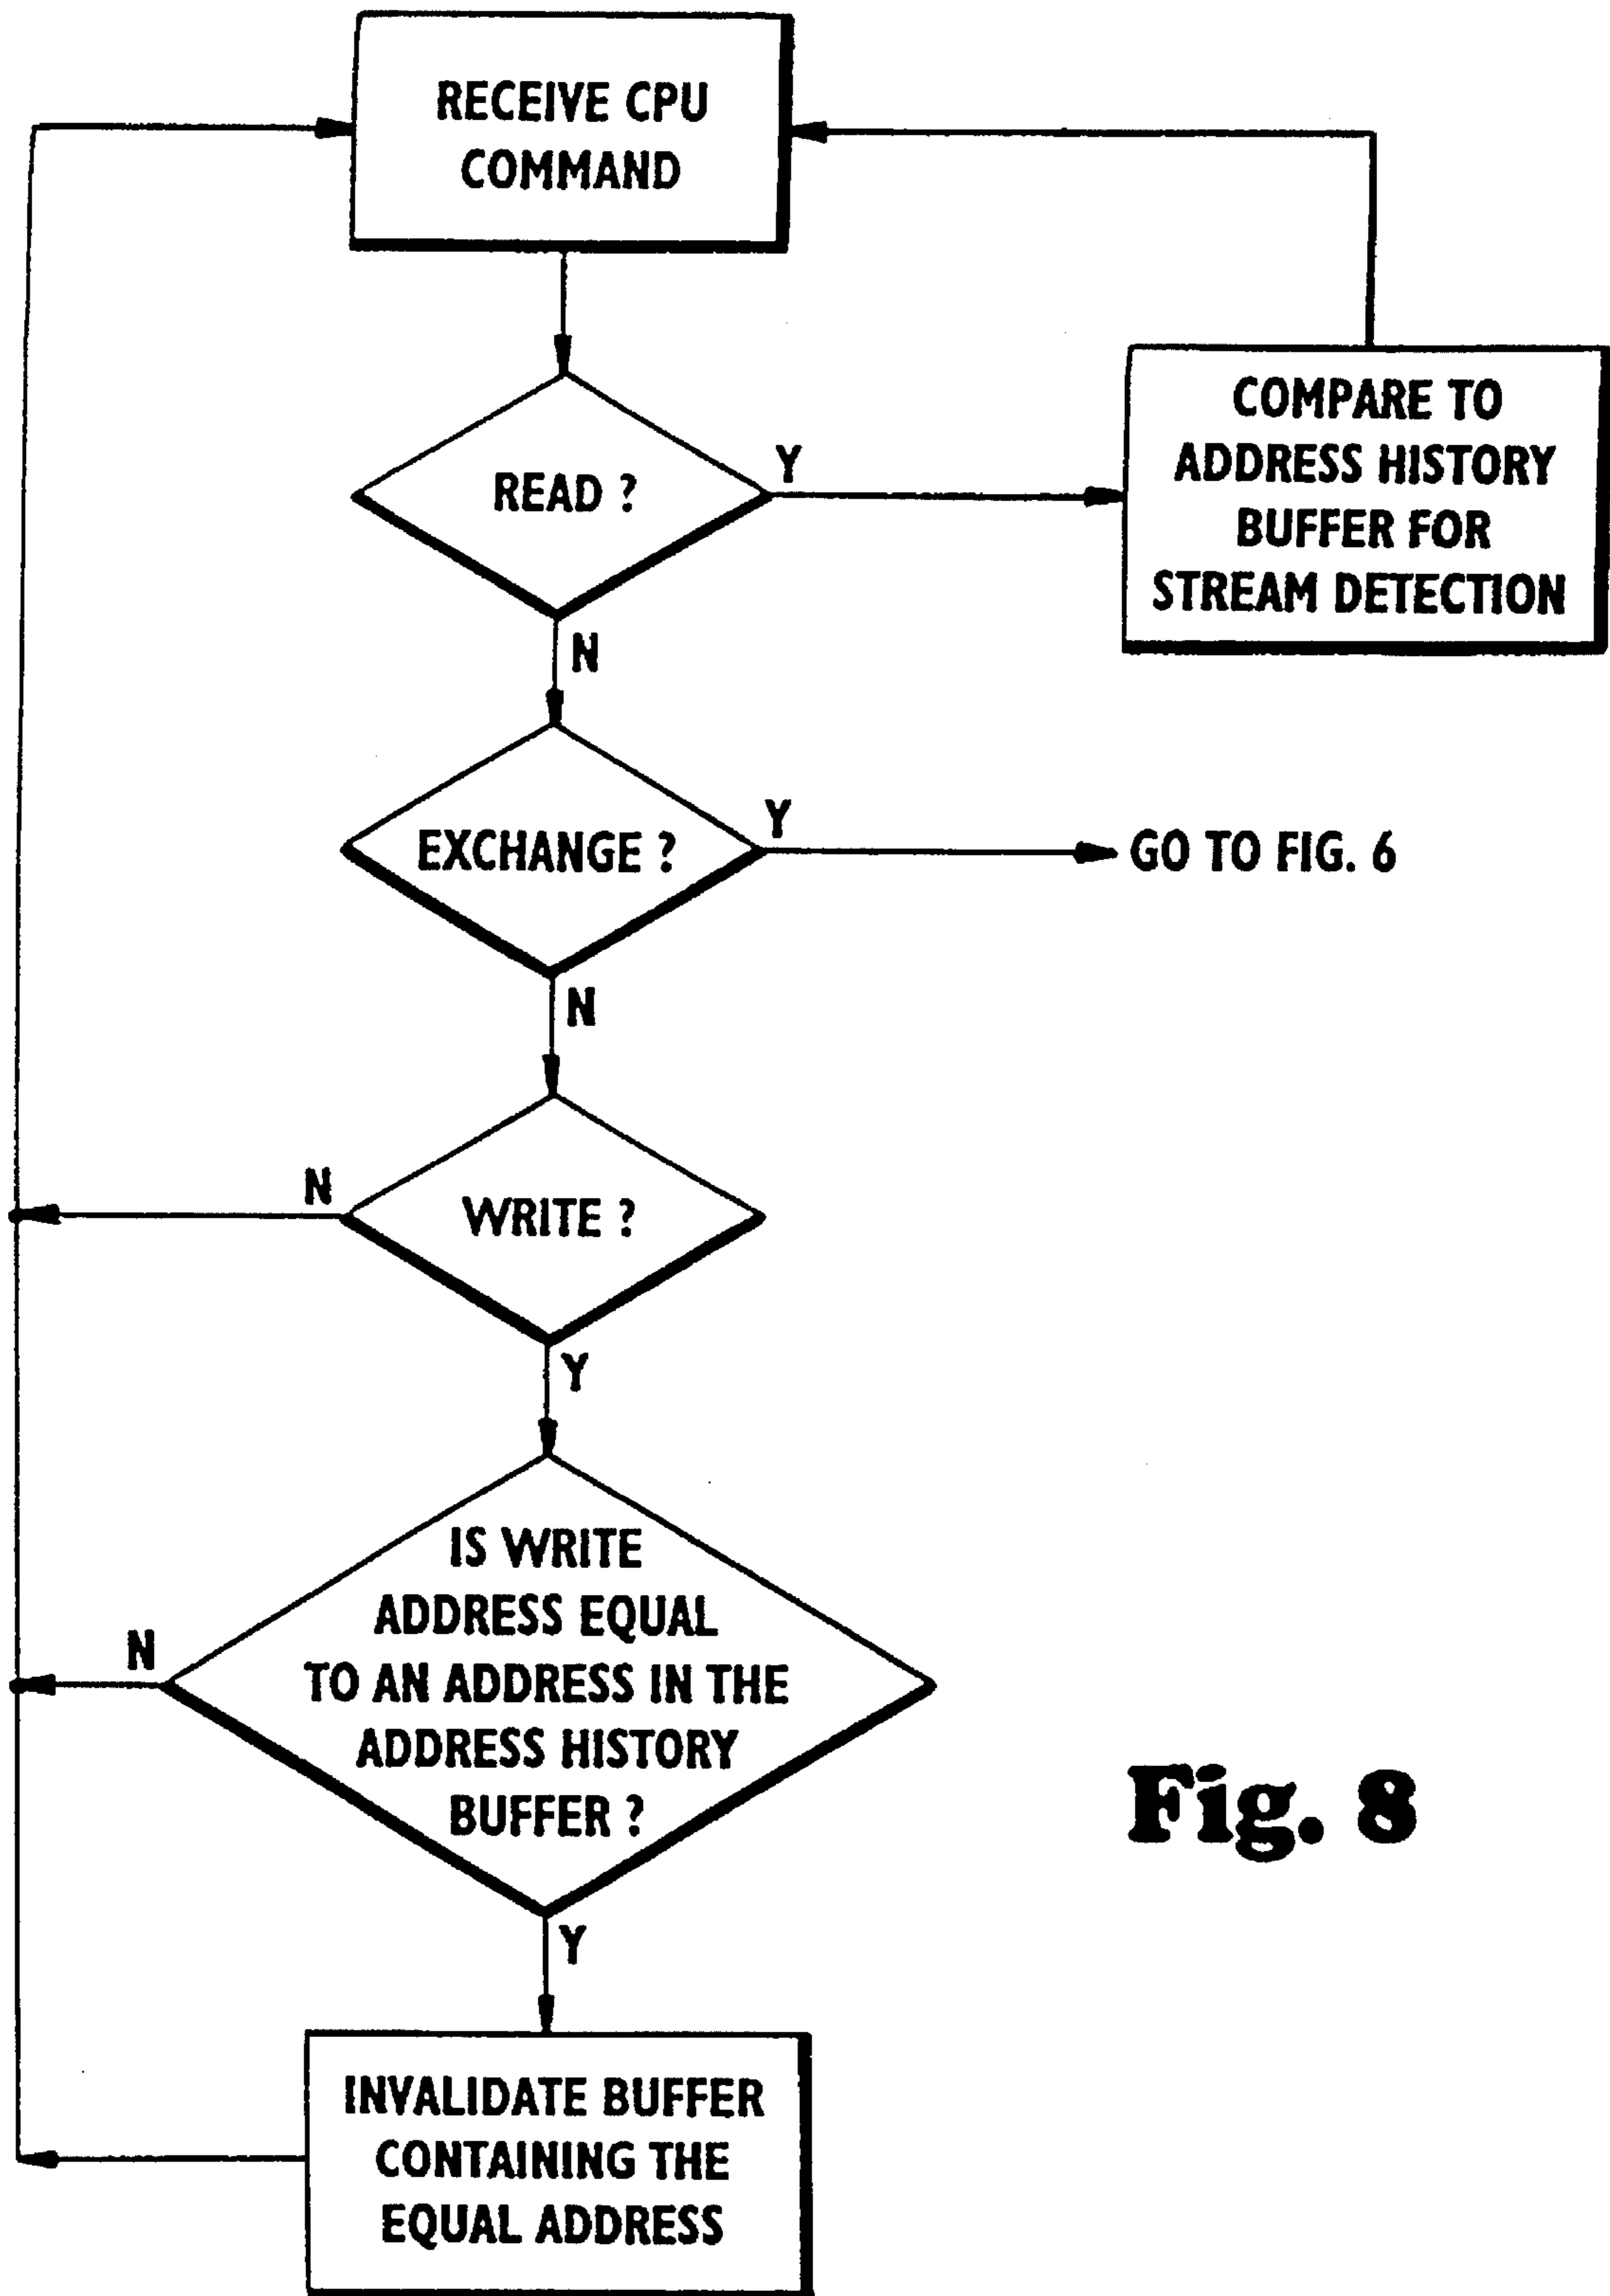 RECEIVE CPU
COMMAND
READ ?
Y
COMPARE TO
ADDRESS HISTORY
BUFFER FOR
STREAM DETECTION
N
EXCHANGE ?
Y
GO TO FIG. 6
N
WRITE ?
N
Y
IS WRITE
ADDRESS EQUAL
TO AN ADDRESS IN THE
ADDRESS HISTORY
BUFFER ?
N
Y
INVALIDATE BUFFER
CONTAINING THE
EQUAL ADDRESS
Fig. 8